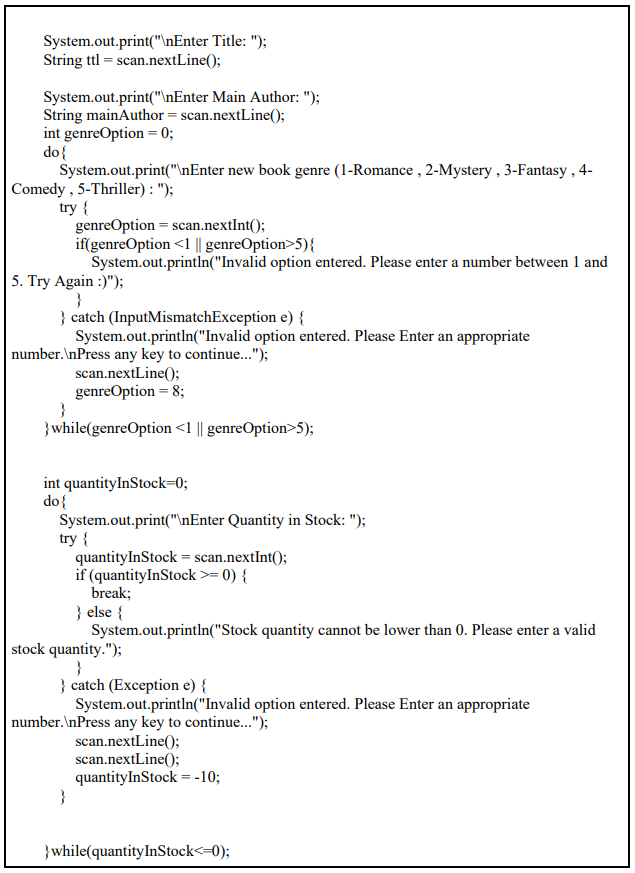 System.out.print("\nEnter Title: ");
String ttl = scan.nextLine();
System.out.print("\nEnter Main Author: ");
String mainAuthor = scan.nextLine();
int genreOption = 0;
do{
System.out.print("\nEnter new book genre (1-Romance , 2-Mystery , 3-Fantasy , 4-
Comedy , 5-Thriller) : ");
try {
genreOption = scan.nextInt();
if(genreOption <1 || genreOption>5){
System.out.println("Invalid option entered. Please enter a number between 1 and
5. Try Again :)");
}
} catch (InputMismatchException e) {
System.out.println("Invalid option entered. Please Enter an appropriate
number.\nPress any key to continue...");
scan.nextLine();
genreOption = 8;
}
}while(genreOption <1 || genreOption>5);
int quantityInStock=0;
do{
System.out.print("\nEnter Quantity in Stock: ");
try {
quantityInStock = scan.nextInt();
if (quantityInStock >= 0) {
break;
} else {
System.out.println("Stock quantity cannot be lower than 0. Please enter a valid
stock quantity.");
}
} catch (Exception e) {
System.out.println("Invalid option entered. Please Enter an appropriate
number.\nPress any key to continue...");
scan.nextLine();
scan.nextLine();
quantityInStock = -10;
}
}while(quantityInStock<=0);